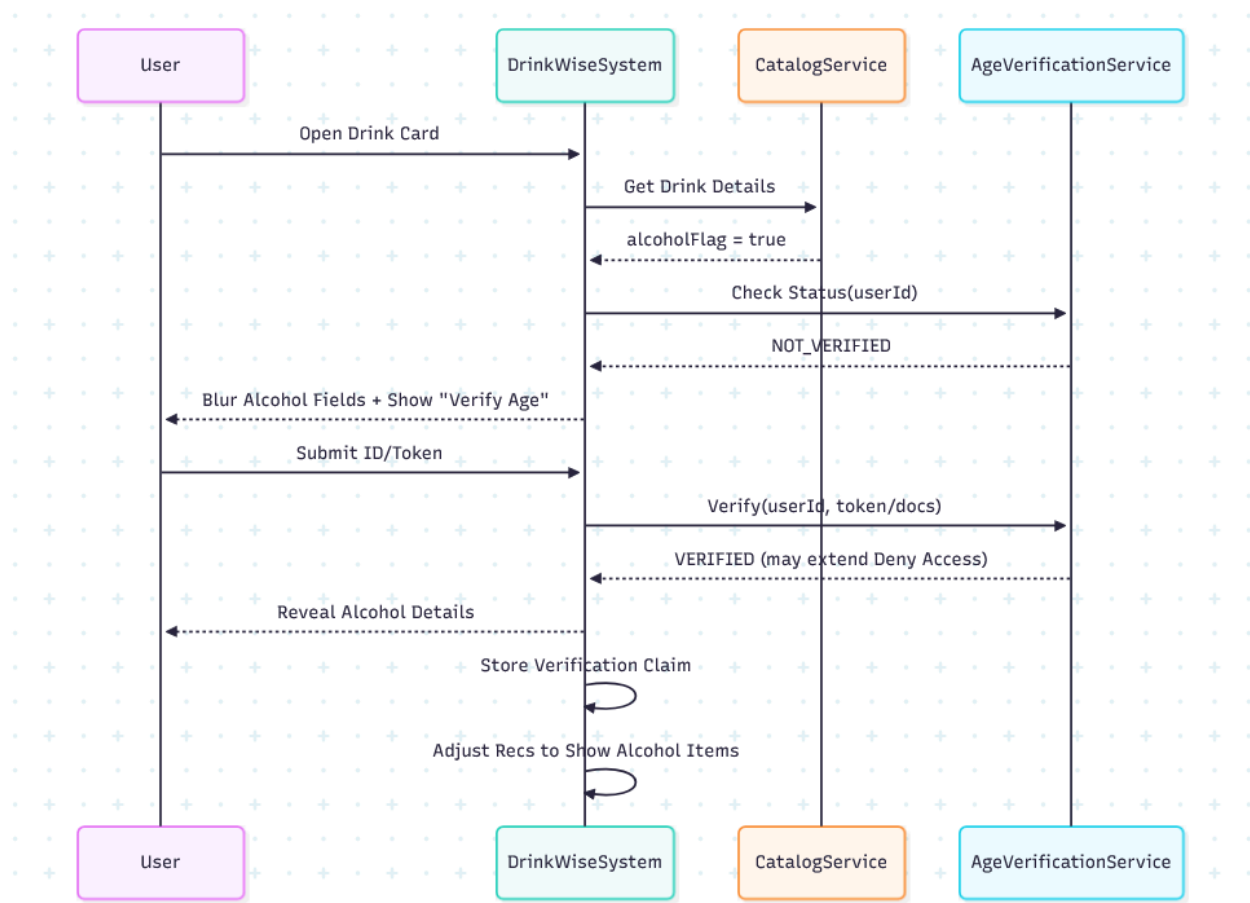 User
DrinkWiseSystem
CatalogService
AgeVerificationService
Open Drink Card
Get Drink Details
alcoholFlag = true
Check Status(userId)
NOT_VERIFIED
Blur Alcohol Fields + Show "Verify Age"
Submit ID/Token
Verify(userId, token/docs)
VERIFIED (may extend Deny Access)
Reveal Alcohol Details
Store Verification Claim
Adjust Recs to Show Alcohol Items
User
DrinkWiseSystem
CatalogService
AgeVerificationService